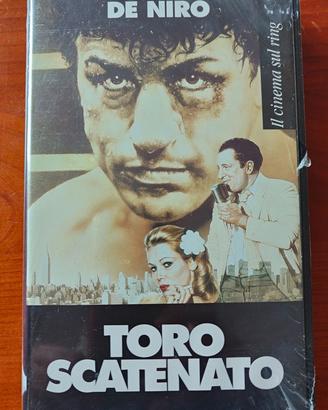 DE NIRO
Il cinema sul ring
TORO
SCATENATO